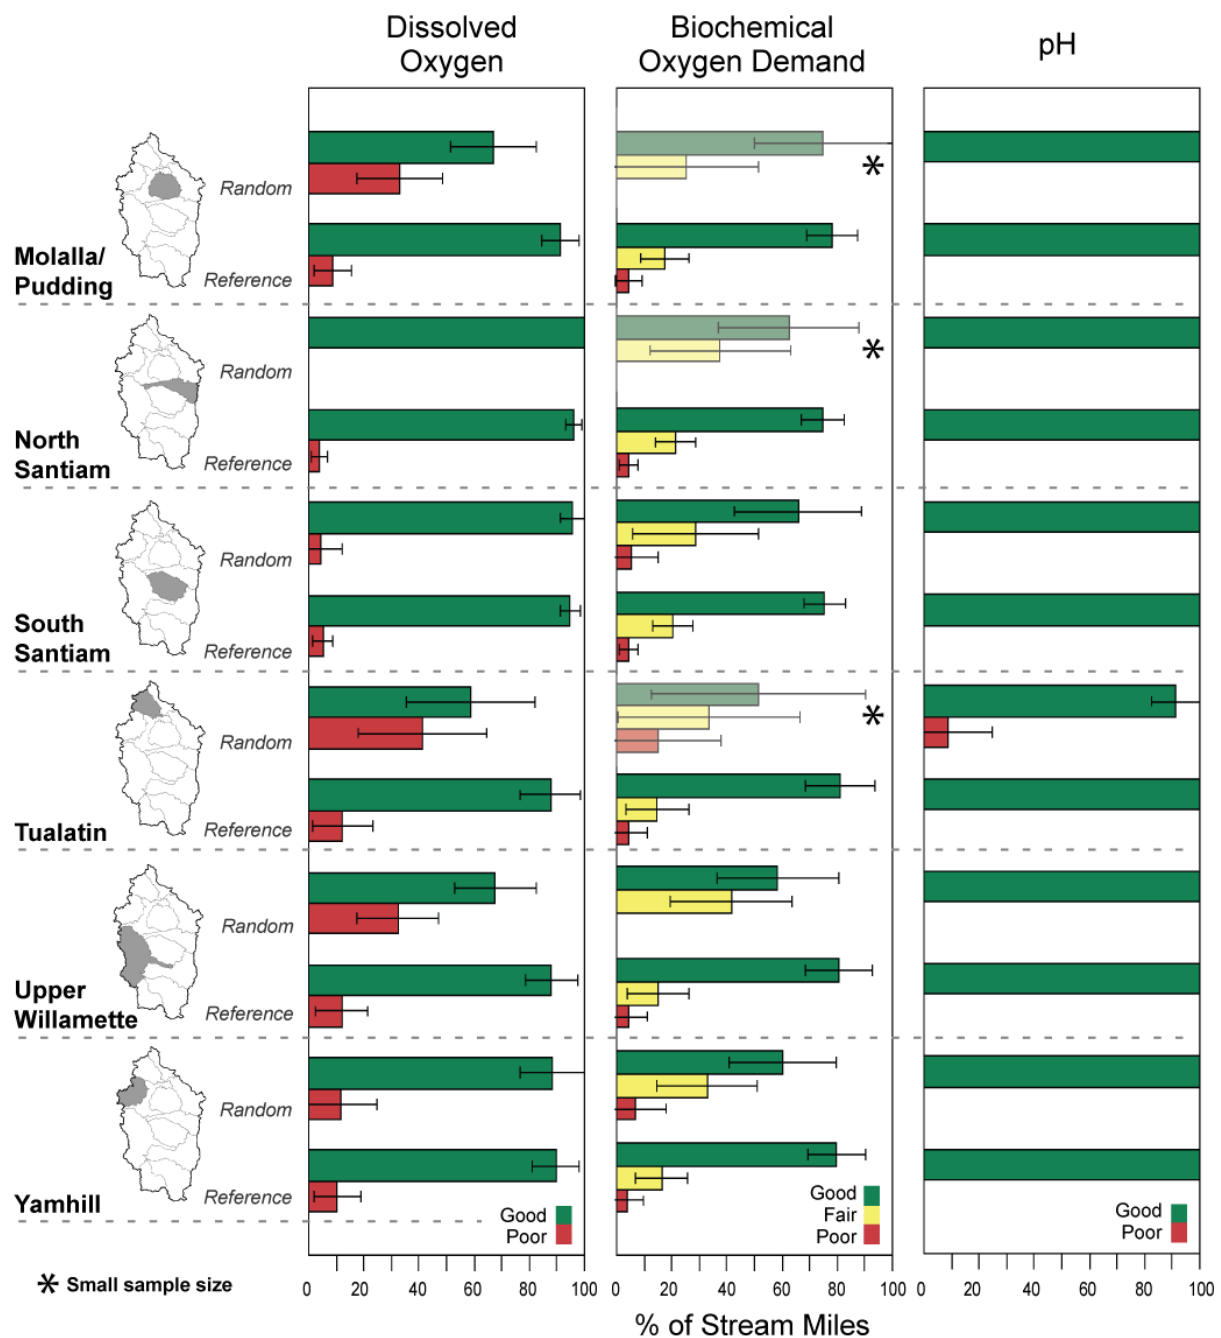 Dissolved
Oxygen
Biochemical
Oxygen Demand
pH
Random
Molalla/
Pudding
Reference
Random
North
Santiam
Reference
Random
South
Santiam
Reference
Random
Tualatin
Reference
Random
Upper
Willamette
Reference
Random
Yamhill
Reference
Good
Poor
Good
Fair
Poor
Good
Poor
* * *
* Small sample size
0 20 40 60 80 100
0 20 40 60 80 100
0 20 40 60 80 100
% of Stream Miles